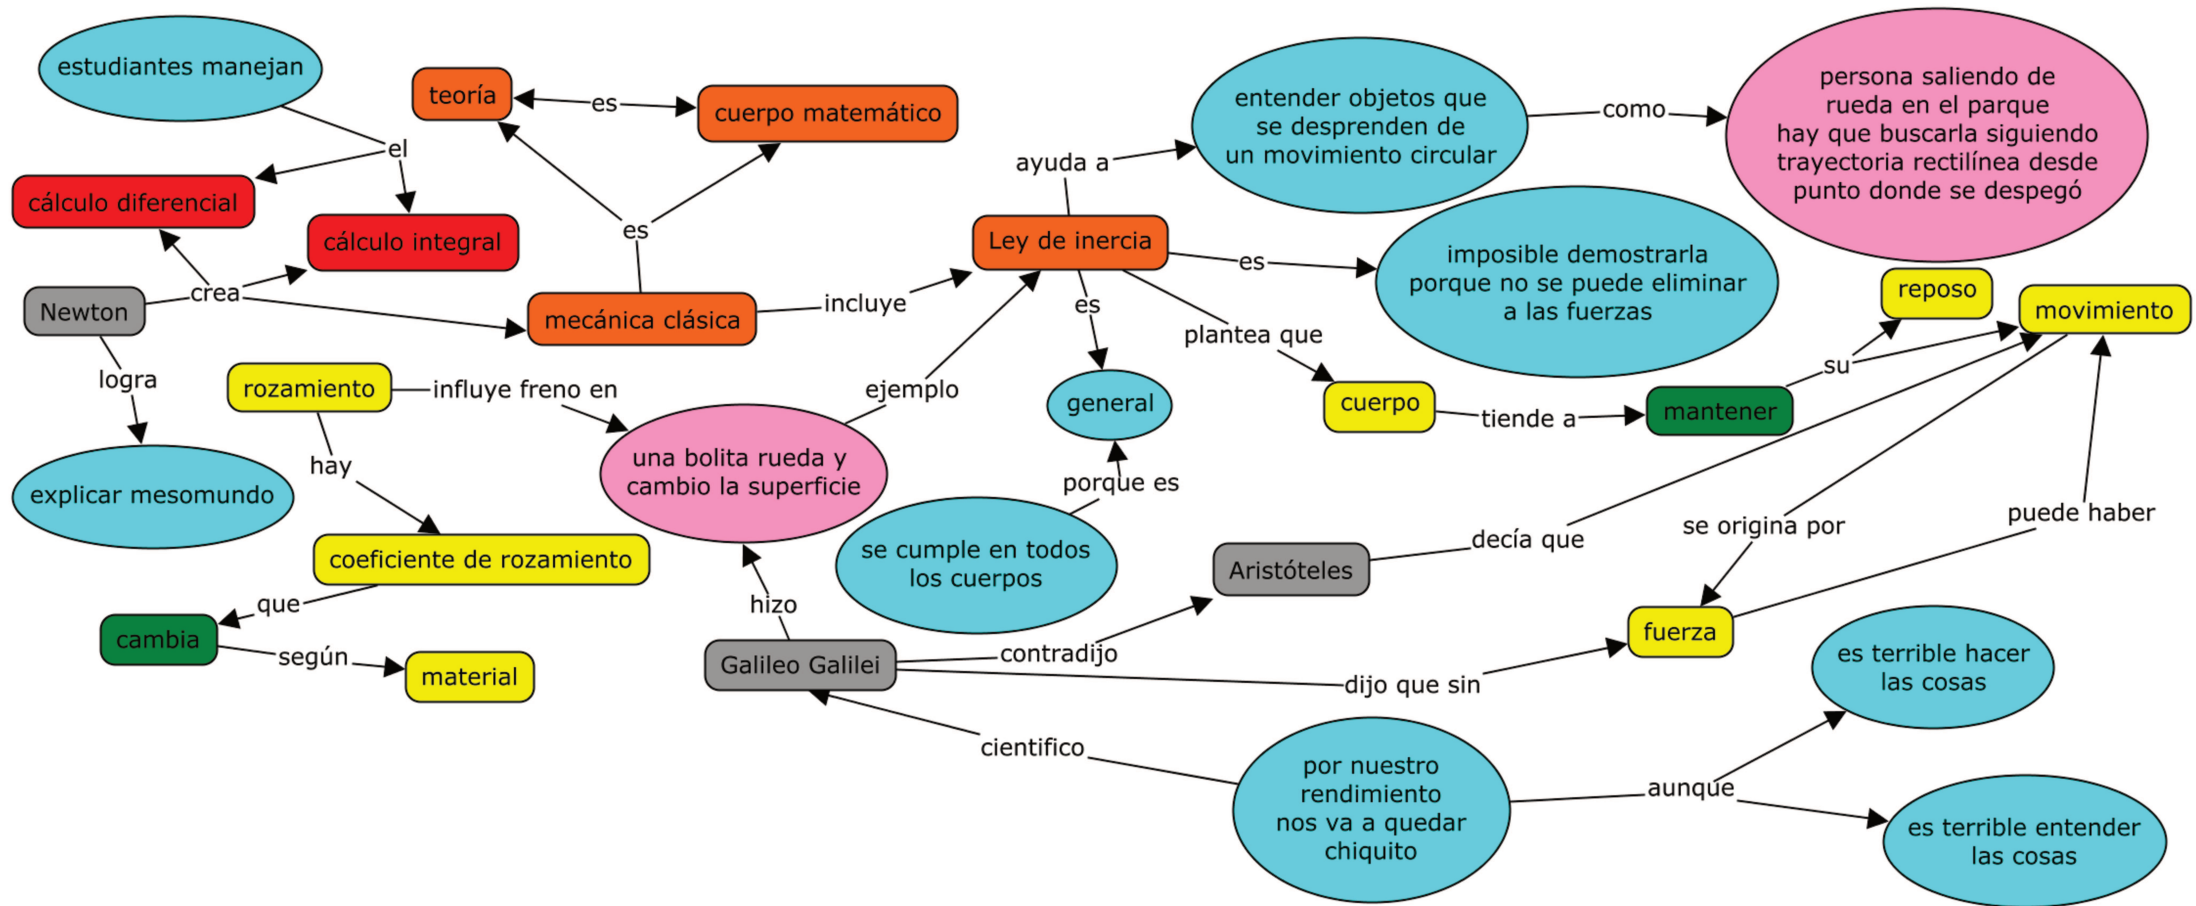 estudiantes manejan
el
cálculo diferencial
cálculo integral
crea
Newton
logra
explicar mesomundo
teoría
es
cuerpo matemático
es
mecánica clásica
incluye
Ley de inercia
ayuda a
entender objetos que
se desprenden de
un movimiento circular
como
persona saliendo de
rueda en el parque
hay que buscarla siguiendo
trayectoria rectilínea desde
punto donde se despegó
es
imposible demostrarla
porque no se puede eliminar
a las fuerzas
es
general
porque es
se cumple en todos
los cuerpos
plantea que
cuerpo
tiende a
mantener
su
reposo
movimiento
rozamiento
influye freno en
una bolita rueda y
cambio la superficie
ejemplo
hay
coeficiente de rozamiento
que
cambia
según
material
hizo
Galileo Galilei
contradijo
Aristóteles
decía que
se origina por
puede haber
fuerza
dijo que sin
cientifico
por nuestro
rendimiento
nos va a quedar
chiquito
aunque
es terrible hacer
las cosas
es terrible entender
las cosas